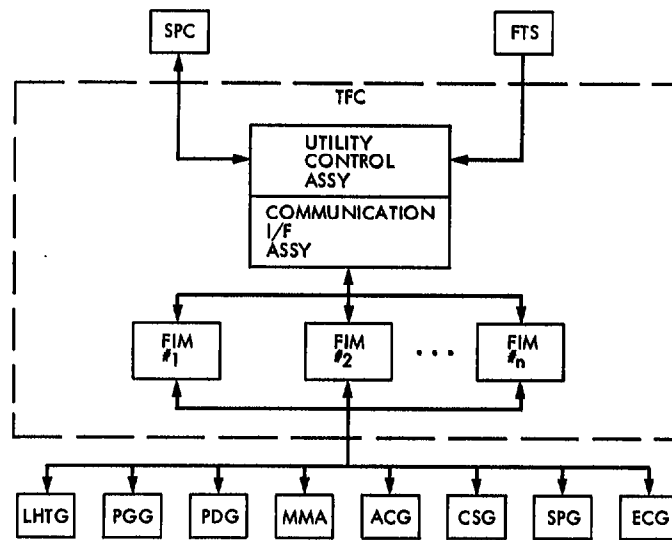 SPC
FTS
TFC
UTILITY
CONTROL
ASSY
COMMUNICATION
I/F
ASSY
FIM
#1
FIM
#2
• • •
FIM
#n
LHTG
PGG
PDG
MMA
ACG
CSG
SPG
ECG